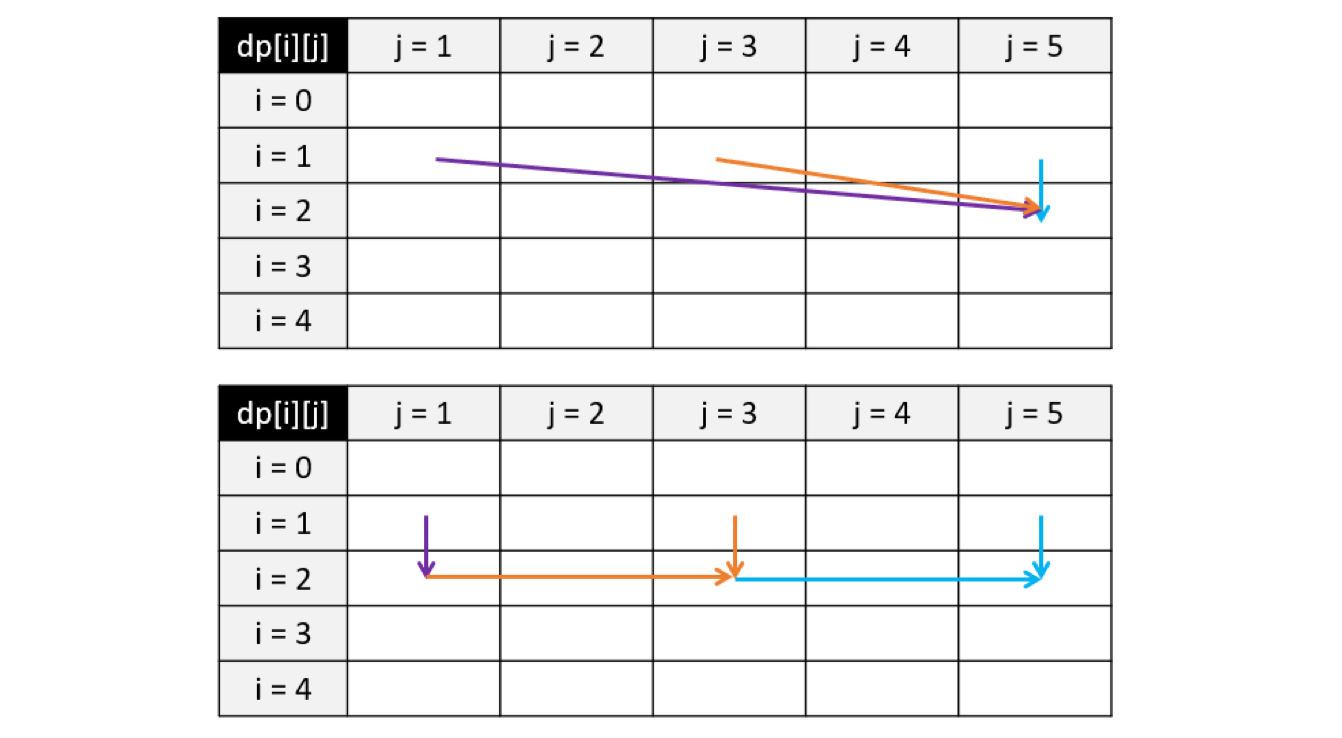 dp[i][j] j = 1 j = 2 j = 3 j = 4 j = 5
i = 0
i = 1
i = 2
i = 3
i = 4
dp[i][j] j = 1 j = 2 j = 3 j = 4 j = 5
i = 0
i = 1
i = 2
i = 3
i = 4